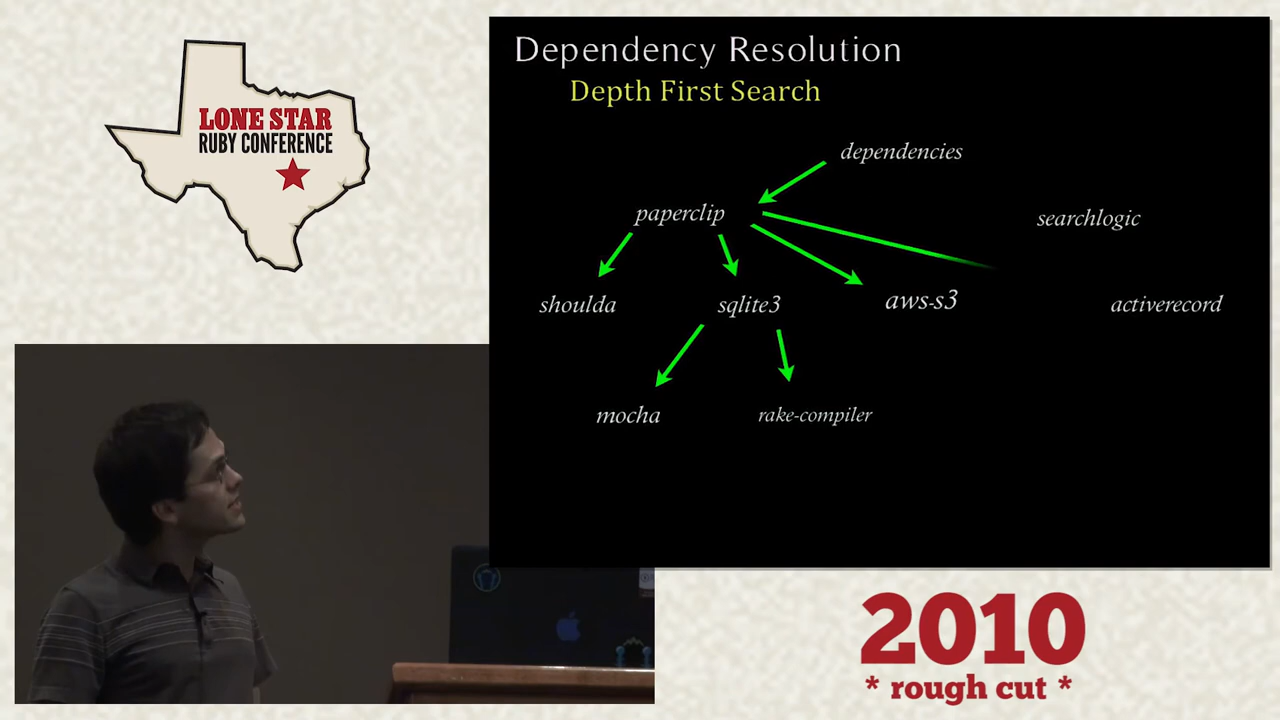 LONE STAR
RUBY CONFERENCE
Dependency Resolution
Depth First Search
dependencies
paperclip
searchlogic
shoulda
sqlite3
aws-s3
activerecord
mocha
rake-compiler
2010
* rough cut *